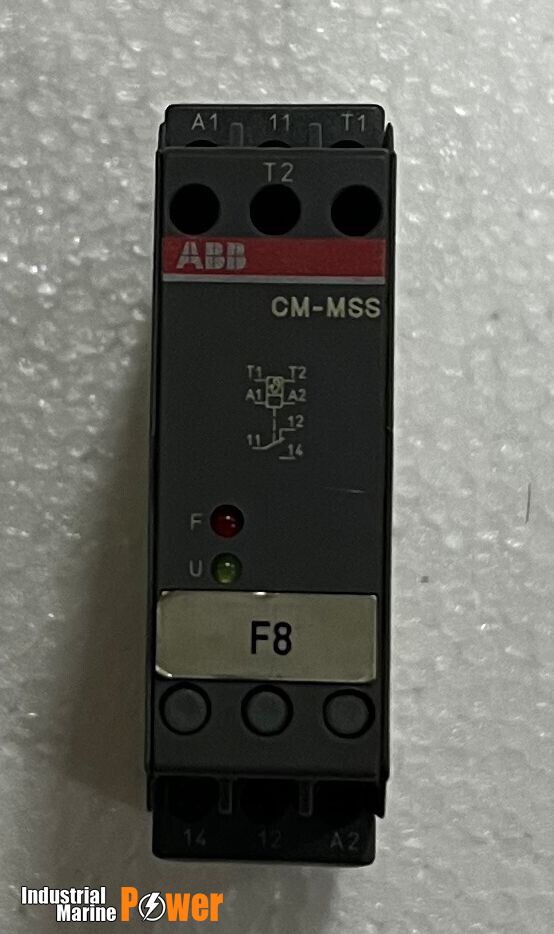 A1 11 T1
T2
ABB
CM-MSS
T1 T2
A1 A2
12
11
14
F
U
F8
14 12 A2
Industrial
Marine
Power